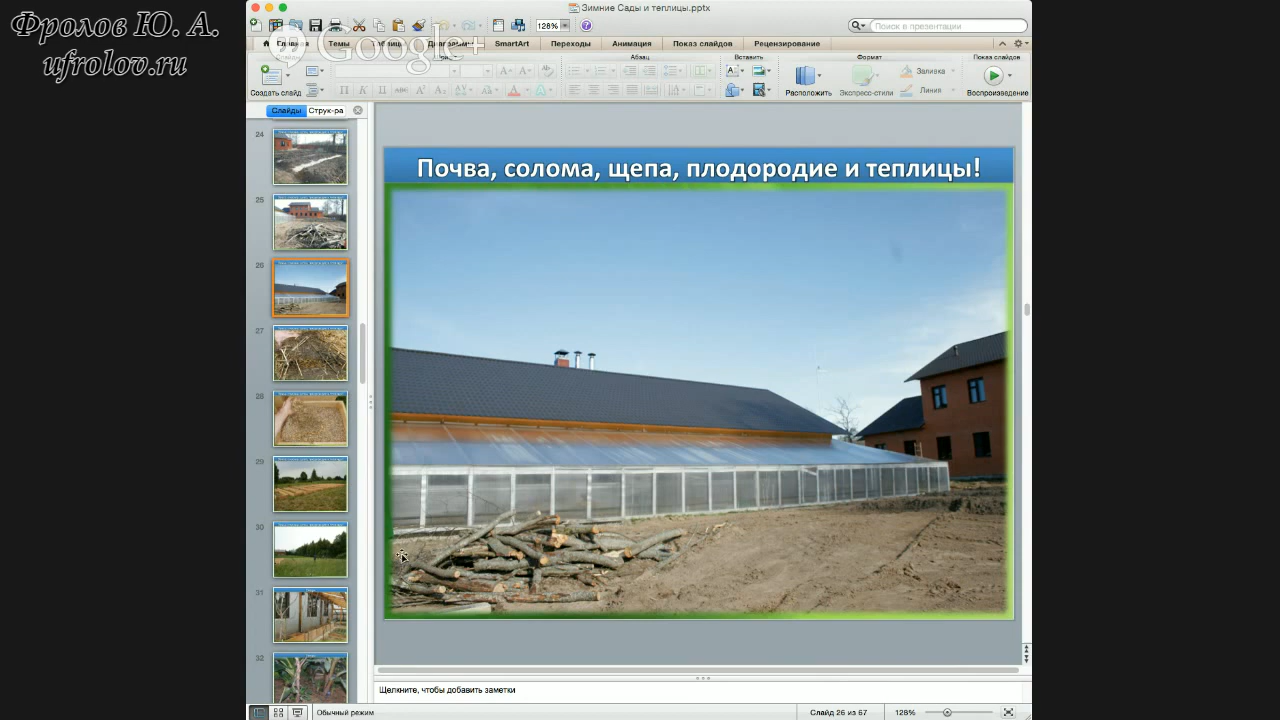 Фролов Ю. А.
ufrolov.ru
Зимние Сады и теплицы.pptx
128%
Поиск в презентации
Google+
Главная Темы Таблицы Диаграммы SmartArt Переходы Анимация Показ слайдов Рецензирование
Абзац Вставить Формат Показ слайдов
Создать слайд Расположить Экспресс-стили Заливка Линия Воспроизведение
Слайды Струк-ра
24
25
26
27
28
29
30
31
32
Почва, солома, щепа, плодородие и теплицы!
Щелкните, чтобы добавить заметки
Обычный режим Слайд 26 из 67 128%